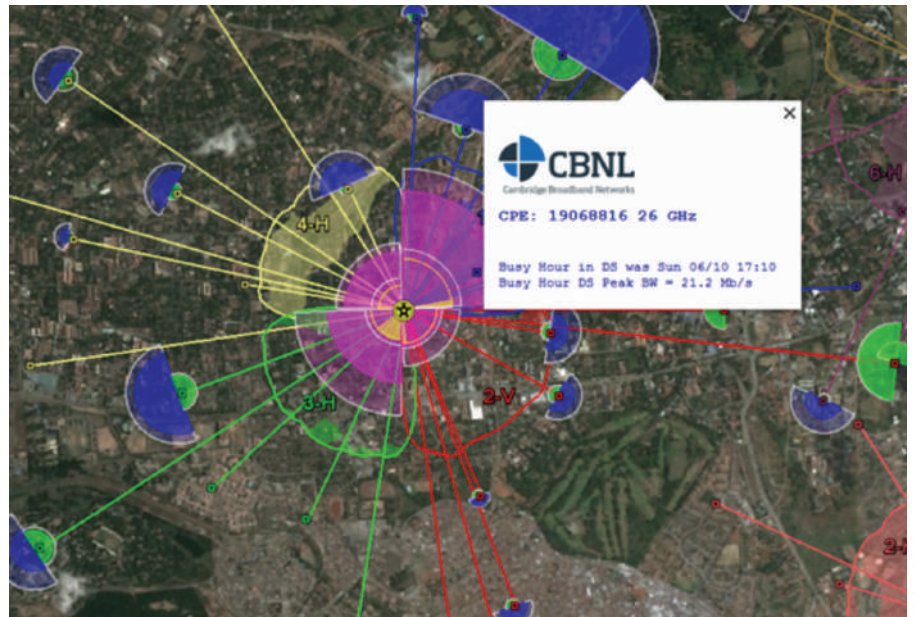 ×
CBNL
Cambridge Broadband Networks
CPE: 19068816 26 GHz
Busy Hour in DS was Sun 06/10 17:10
Busy Hour DS Peak BW = 21.2 Mb/s
6-H
4-H
3-H
2-V